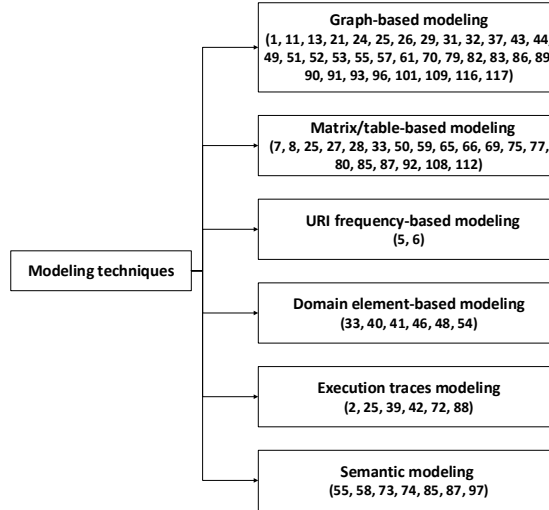 Graph-based modeling
(1, 11, 13, 21, 24, 25, 26, 29, 31, 32, 37, 43, 44,
49, 51, 52, 53, 55, 57, 61, 70, 79, 82, 83, 86, 89,
90, 91, 93, 96, 101, 109, 116, 117)
Matrix/table-based modeling
(7, 8, 25, 27, 28, 33, 50, 59, 65, 66, 69, 75, 77,
80, 85, 87, 92, 108, 112)
URI frequency-based modeling
(5, 6)
Modeling techniques
Domain element-based modeling
(33, 40, 41, 46, 48, 54)
Execution traces modeling
(2, 25, 39, 42, 72, 88)
Semantic modeling
(55, 58, 73, 74, 85, 87, 97)